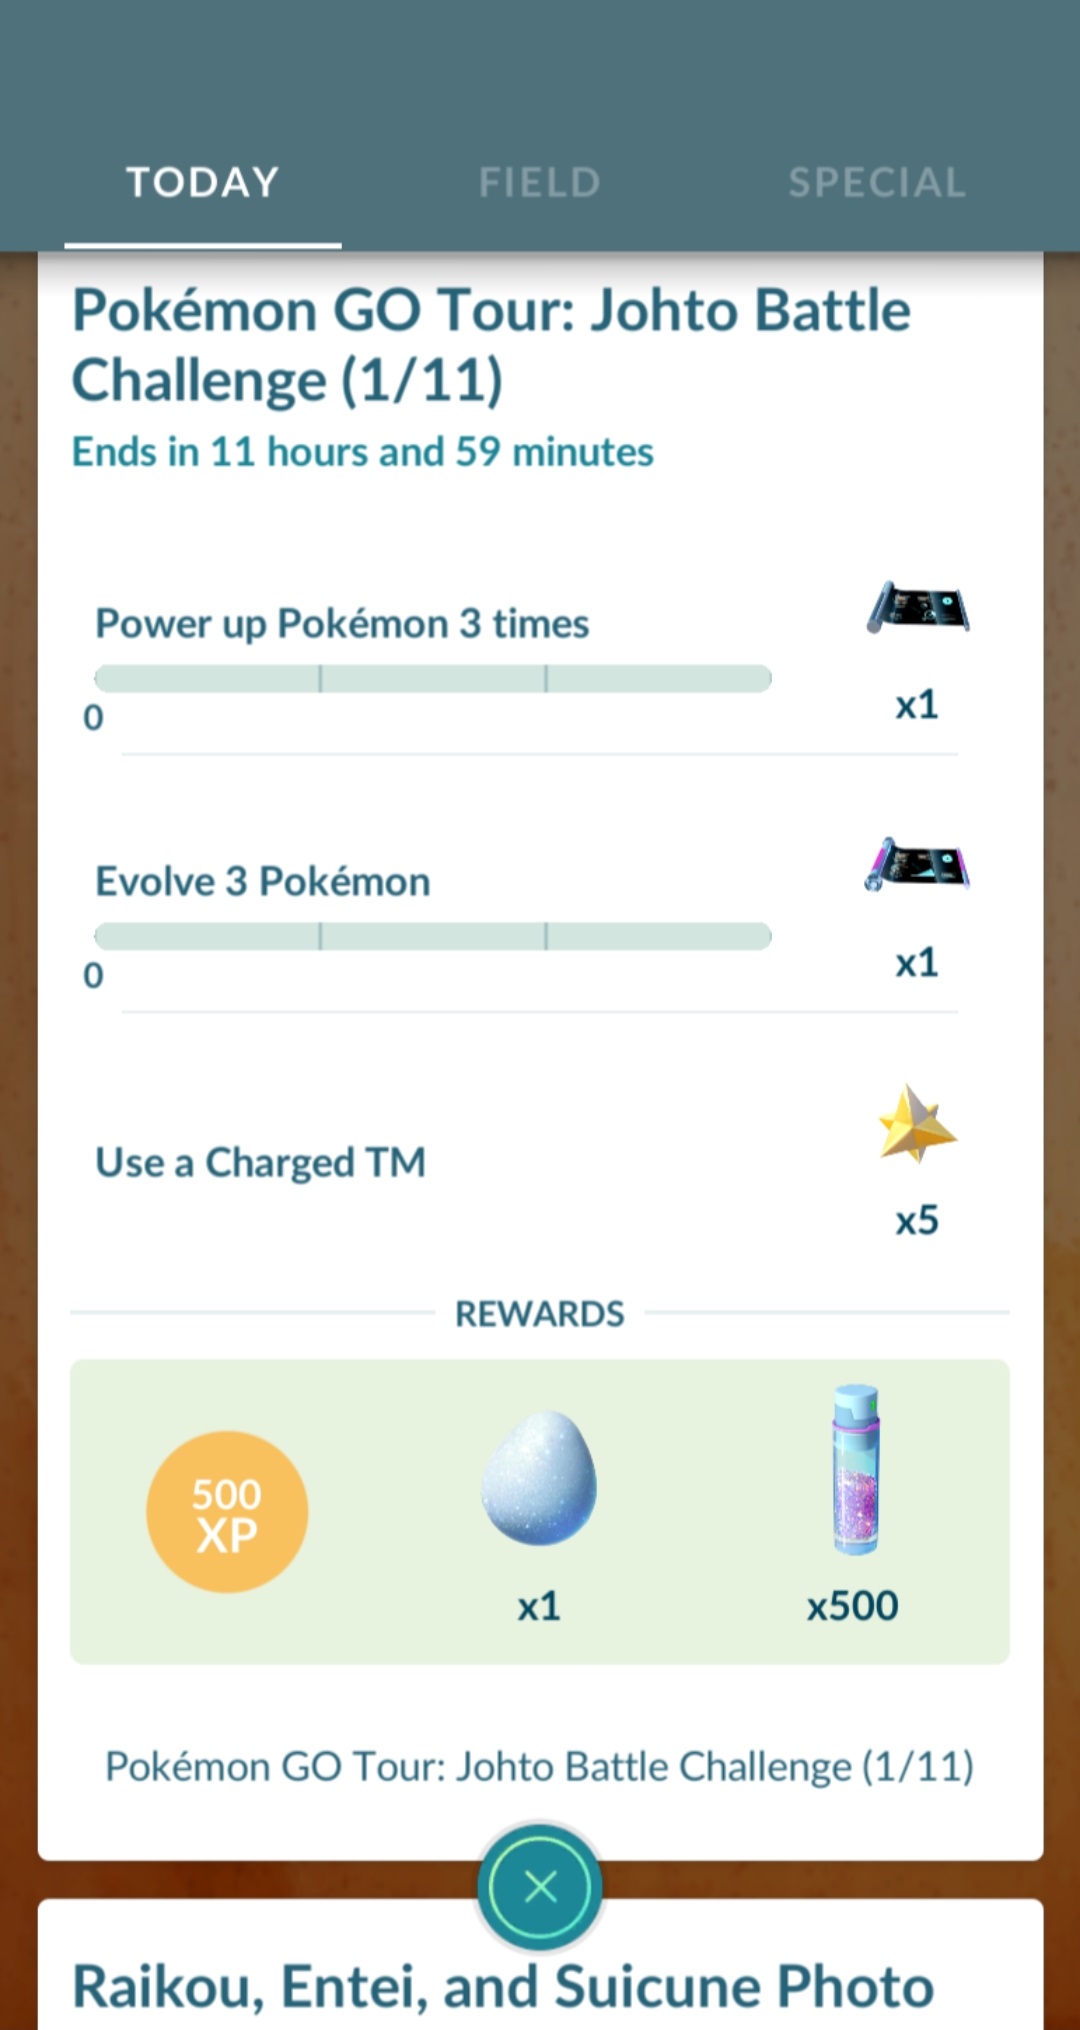 TODAY
FIELD
SPECIAL
Pokémon GO Tour: Johto Battle
Challenge (1/11)
Ends in 11 hours and 59 minutes
Power up Pokémon 3 times
0
x1
Evolve 3 Pokémon
0
x1
Use a Charged TM
x5
REWARDS
500
XP
x1
x500
Pokémon GO Tour: Johto Battle Challenge (1/11)
Raikou, Entei, and Suicune Photo